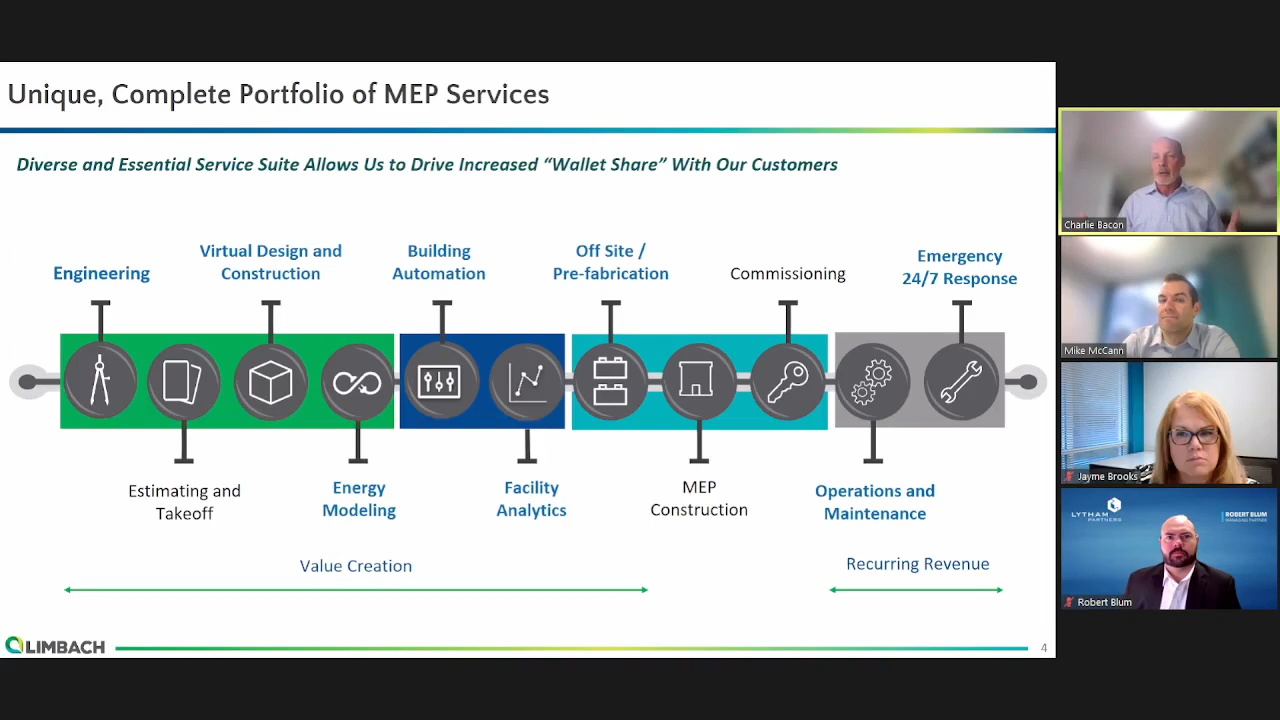 Unique, Complete Portfolio of MEP Services
Diverse and Essential Service Suite Allows Us to Drive Increased “Wallet Share” With Our Customers
Engineering
Virtual Design and
Construction
Building
Automation
Off Site /
Pre-fabrication
Commissioning
Emergency
24/7 Response
Estimating and
Takeoff
Energy
Modeling
Facility
Analytics
MEP
Construction
Operations and
Maintenance
Value Creation
Recurring Revenue
LIMBACH
4
Charlie Bacon
Mike McCann
Jayme Brooks
LYTHAM
PARTNERS
ROBERT BLUM
MANAGING PARTNER
Robert Blum